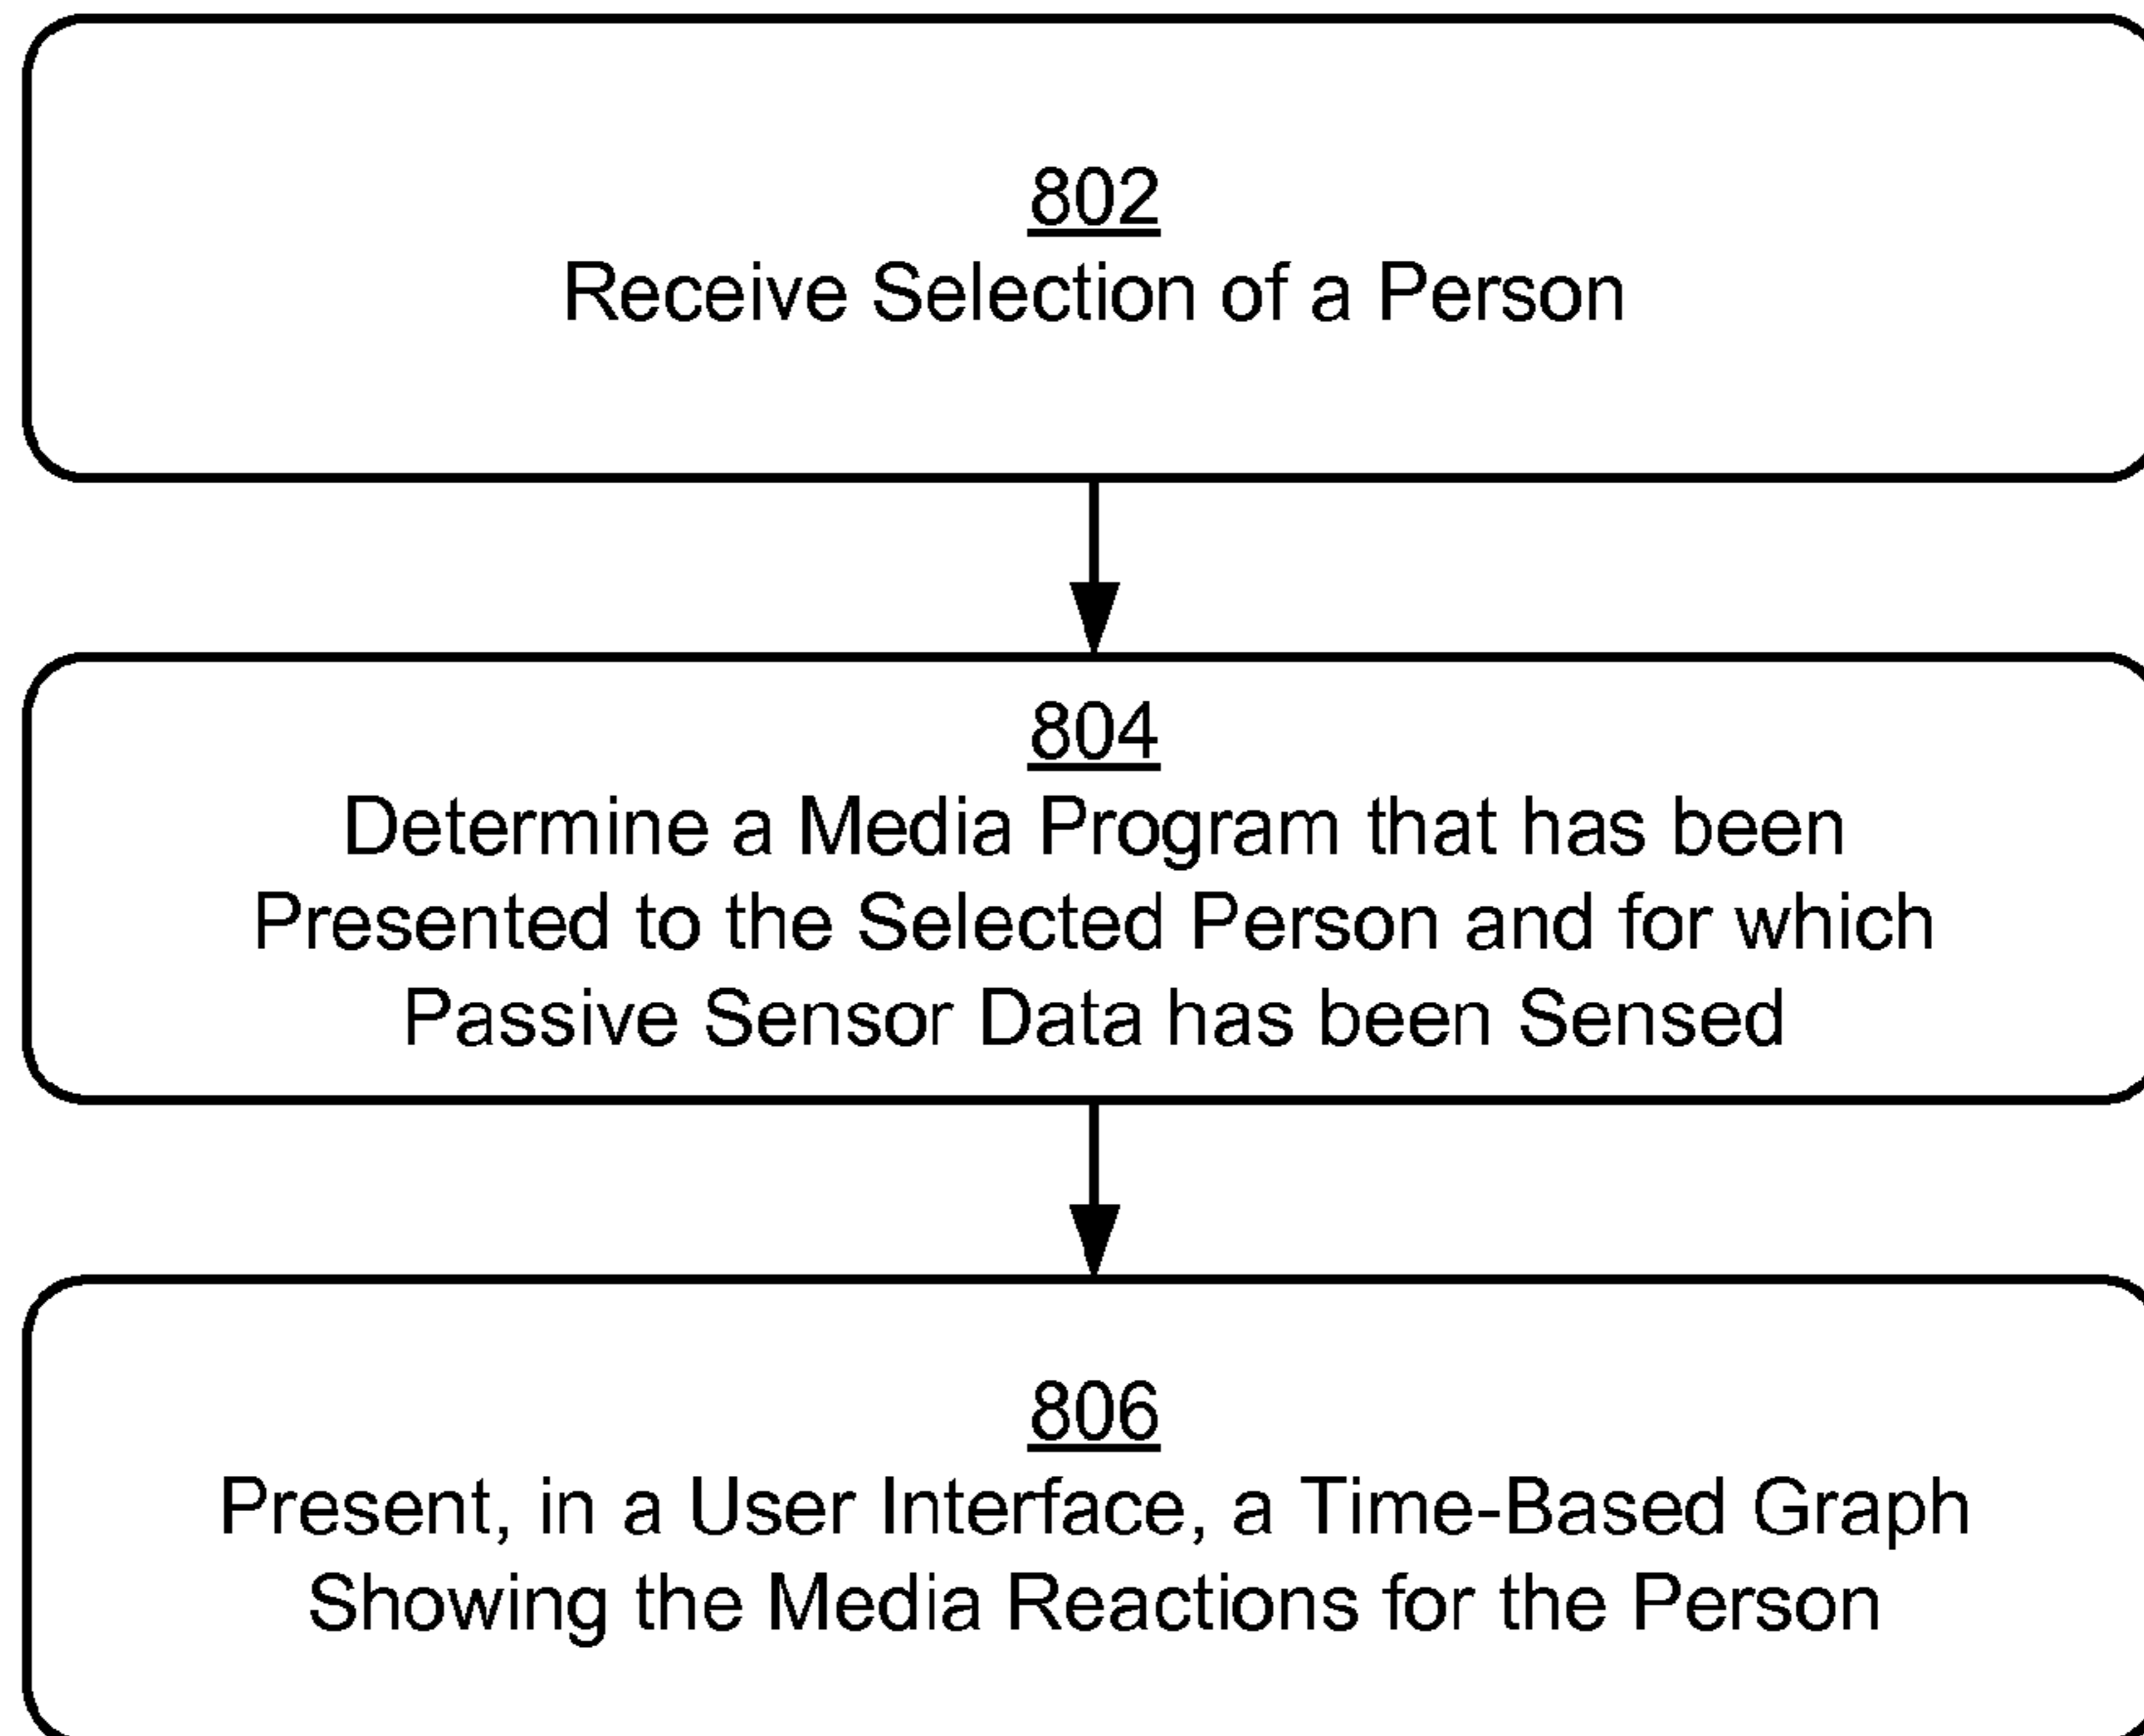 802
Receive Selection of a Person
804
Determine a Media Program that has been
Presented to the Selected Person and for which
Passive Sensor Data has been Sensed
806
Present, in a User Interface, a Time-Based Graph
Showing the Media Reactions for the Person